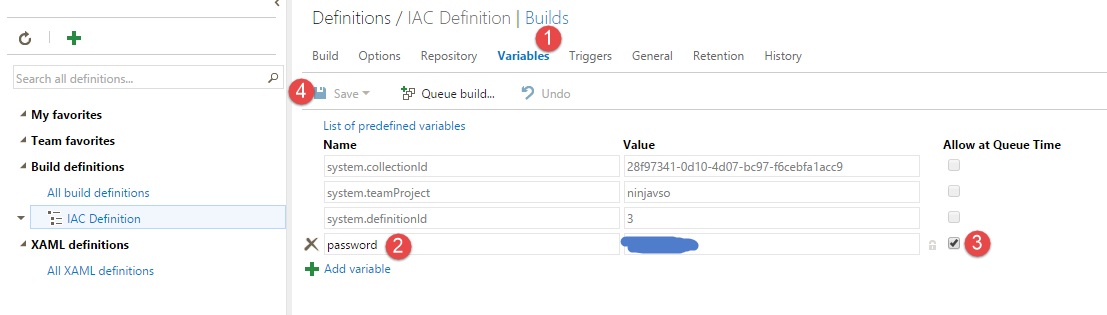 Definitions / IAC Definition | Builds
1
Build Options Repository Variables Triggers General Retention History
Search all definitions...
4 Save Queue build... Undo
My favorites
Team favorites
Build definitions
All build definitions
IAC Definition
XAML definitions
All XAML definitions
List of predefined variables
Name Value Allow at Queue Time
system.collectionId 28f97341-0d10-4d07-bc97-f6cebfa1acc9
system.teamProject ninjavso
system.definitionId 3
password 2 3
Add variable